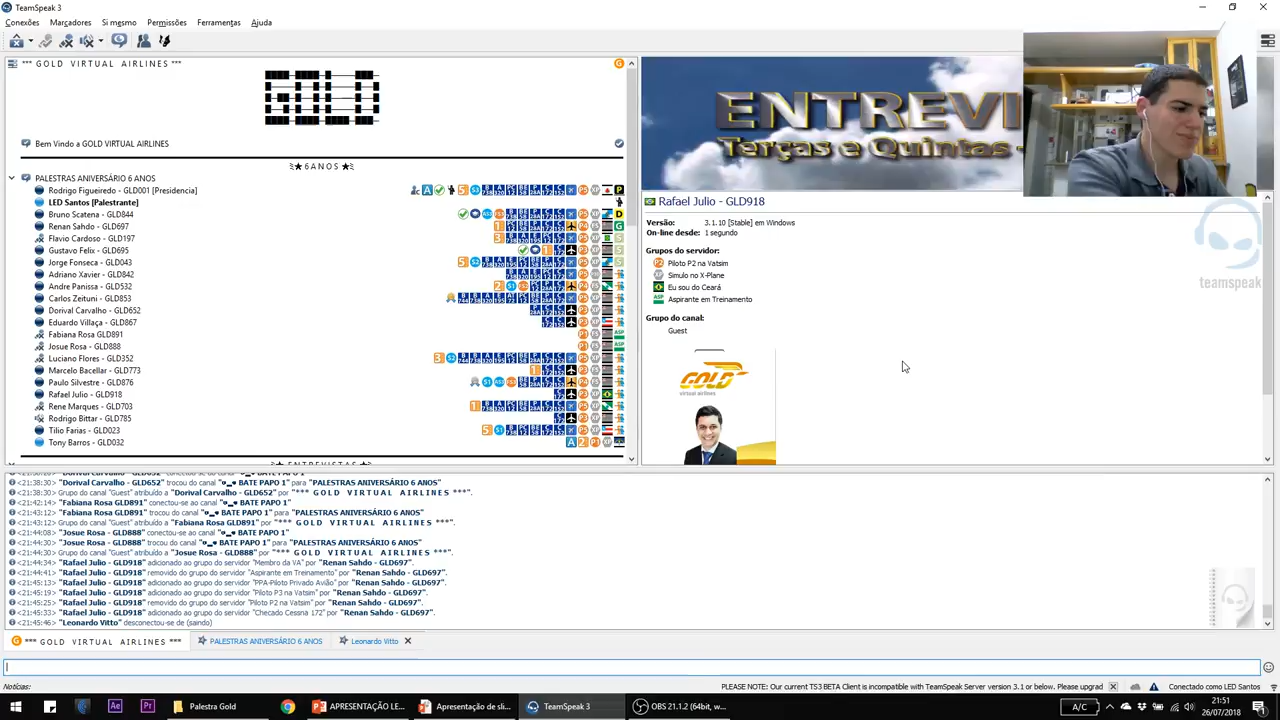 TeamSpeak 3
Conexões Marcadores Si mesmo Permissões Ferramentas Ajuda
*** GOLD VIRTUAL AIRLINES ***
Bem Vindo a GOLD VIRTUAL AIRLINES
6 A N O S
PALESTRAS ANIVERSÁRIO 6 ANOS
Rodrigo Figueiredo - GLD001 [Presidencia]
LED Santos [Palestrante]
Bruno Scatena - GLD844
Renan Sahdo - GLD697
Flavio Cardoso - GLD197
Gustavo Felix - GLD695
Jorge Fonseca - GLD043
Adriano Xavier - GLD842
Andre Panissa - GLD532
Carlos Zeituni - GLD853
Dorival Carvalho - GLD652
Eduardo Villaça - GLD867
Fabiana Rosa GLD891
Josue Rosa - GLD888
Luciano Flores - GLD352
Marcelo Becallar - GLD773
Paulo Silvestre - GLD876
Rafael Julio - GLD918
Rene Marques - GLD703
Rodrigo Bittar - GLD785
Tilio Farias - GLD023
Tony Barros - GLD032
ENTREVI
Terças e Quintas -
Rafael Julio - GLD918
Versão: 3.1.10 [Stable] em Windows
On-line desde: 1 segundo
Grupos do servidor:
P2 Piloto P2 na Vatsim
XP Simulo no X-Plane
Eu sou do Ceará
ASP Aspirante em Treinamento
Grupo do canal:
Guest
GOLD
virtual airlines
teamspeak
<21:38:30> "Dorival Carvalho - GLD652" trocou do canal "BATE PAPO 1" para "PALESTRAS ANIVERSÁRIO 6 ANOS"
<21:38:30> Grupo do canal "Guest" atribuído a "Dorival Carvalho - GLD652" por "*** G O L D V I R T U A L A I R L I N E S ***".
<21:42:14> "Fabiana Rosa GLD891" conectou-se ao canal "BATE PAPO 1"
<21:43:12> "Fabiana Rosa GLD891" trocou do canal "BATE PAPO 1" para "PALESTRAS ANIVERSÁRIO 6 ANOS"
<21:43:12> Grupo do canal "Guest" atribuído a "Fabiana Rosa GLD891" por "*** G O L D V I R T U A L A I R L I N E S ***".
<21:44:08> "Josue Rosa - GLD888" conectou-se ao canal "BATE PAPO 1"
<21:44:30> "Josue Rosa - GLD888" trocou do canal "BATE PAPO 1" para "PALESTRAS ANIVERSÁRIO 6 ANOS"
<21:44:30> Grupo do canal "Guest" atribuído a "Josue Rosa - GLD888" por "*** G O L D V I R T U A L A I R L I N E S ***".
<21:44:34> "Rafael Julio - GLD918" adicionado ao grupo do servidor "Membro da VA" por "Renan Sahdo - GLD697".
<21:44:41> "Rafael Julio - GLD918" removido do grupo do servidor "Aspirante em Treinamento" por "Renan Sahdo - GLD697".
<21:45:13> "Rafael Julio - GLD918" adicionado ao grupo do servidor "PPA-Piloto Privado Avião" por "Renan Sahdo - GLD697".
<21:45:19> "Rafael Julio - GLD918" adicionado ao grupo do servidor "Piloto P3 na Vatsim" por "Renan Sahdo - GLD697".
<21:45:25> "Rafael Julio - GLD918" removido do grupo do servidor "Piloto P2 na Vatsim" por "Renan Sahdo - GLD697".
<21:45:33> "Rafael Julio - GLD918" adicionado ao grupo do servidor "Checado Cessna 172" por "Renan Sahdo - GLD697".
<21:45:46> "Leonardo Vitto" desconectou-se de (saindo)
*** GOLD VIRTUAL AIRLINES *** PALESTRAS ANIVERSÁRIO 6 ANOS Leonardo Vitto
Notícias: PLEASE NOTE: Our current TS3 BETA Client is incompatible with TeamSpeak Server version 3.1 or below. Please upgrad Conectado como LED Santos
Ae Pr Palestra Gold APRESENTAÇÃO LE... Apresentação de sli... TeamSpeak 3 OBS 21.1.2 (64bit, w... A/C 21:51
26/07/2018